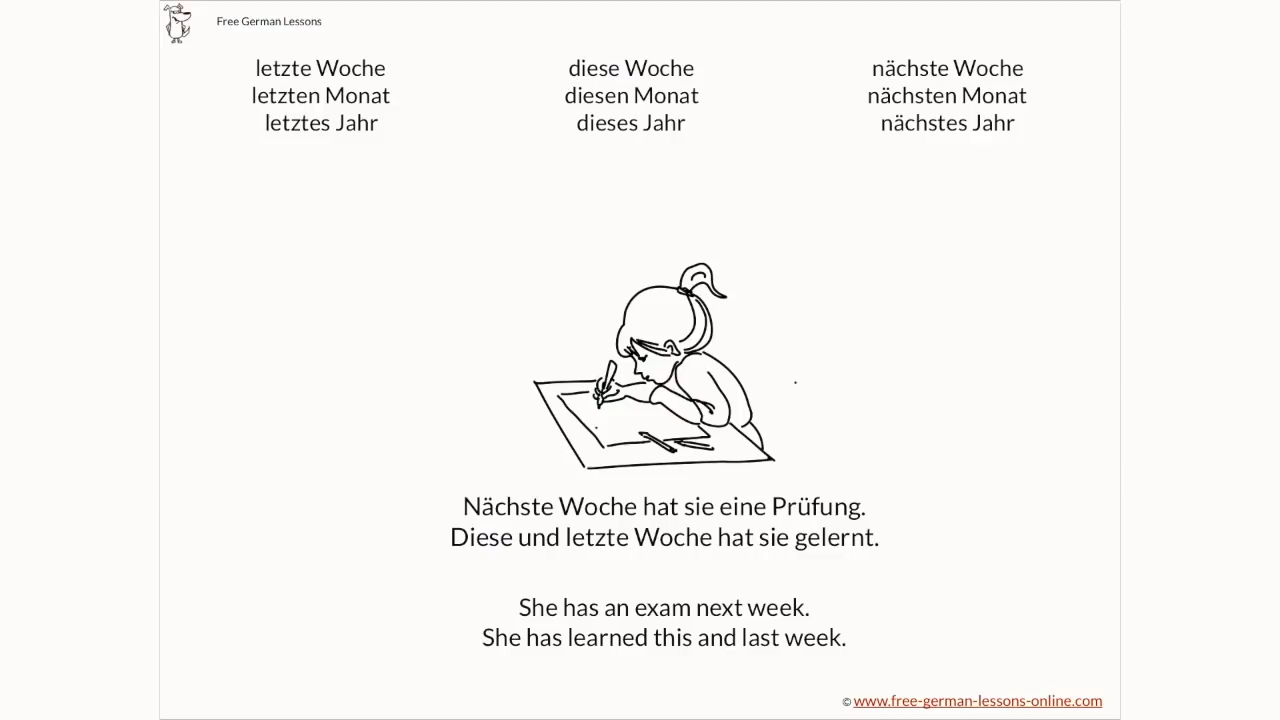 Free German Lessons
letzte Woche
letzten Monat
letztes Jahr
diese Woche
diesen Monat
dieses Jahr
nächste Woche
nächsten Monat
nächstes Jahr
Nächste Woche hat sie eine Prüfung.
Diese und letzte Woche hat sie gelernt.
She has an exam next week.
She has learned this and last week.
© www.free-german-lessons-online.com